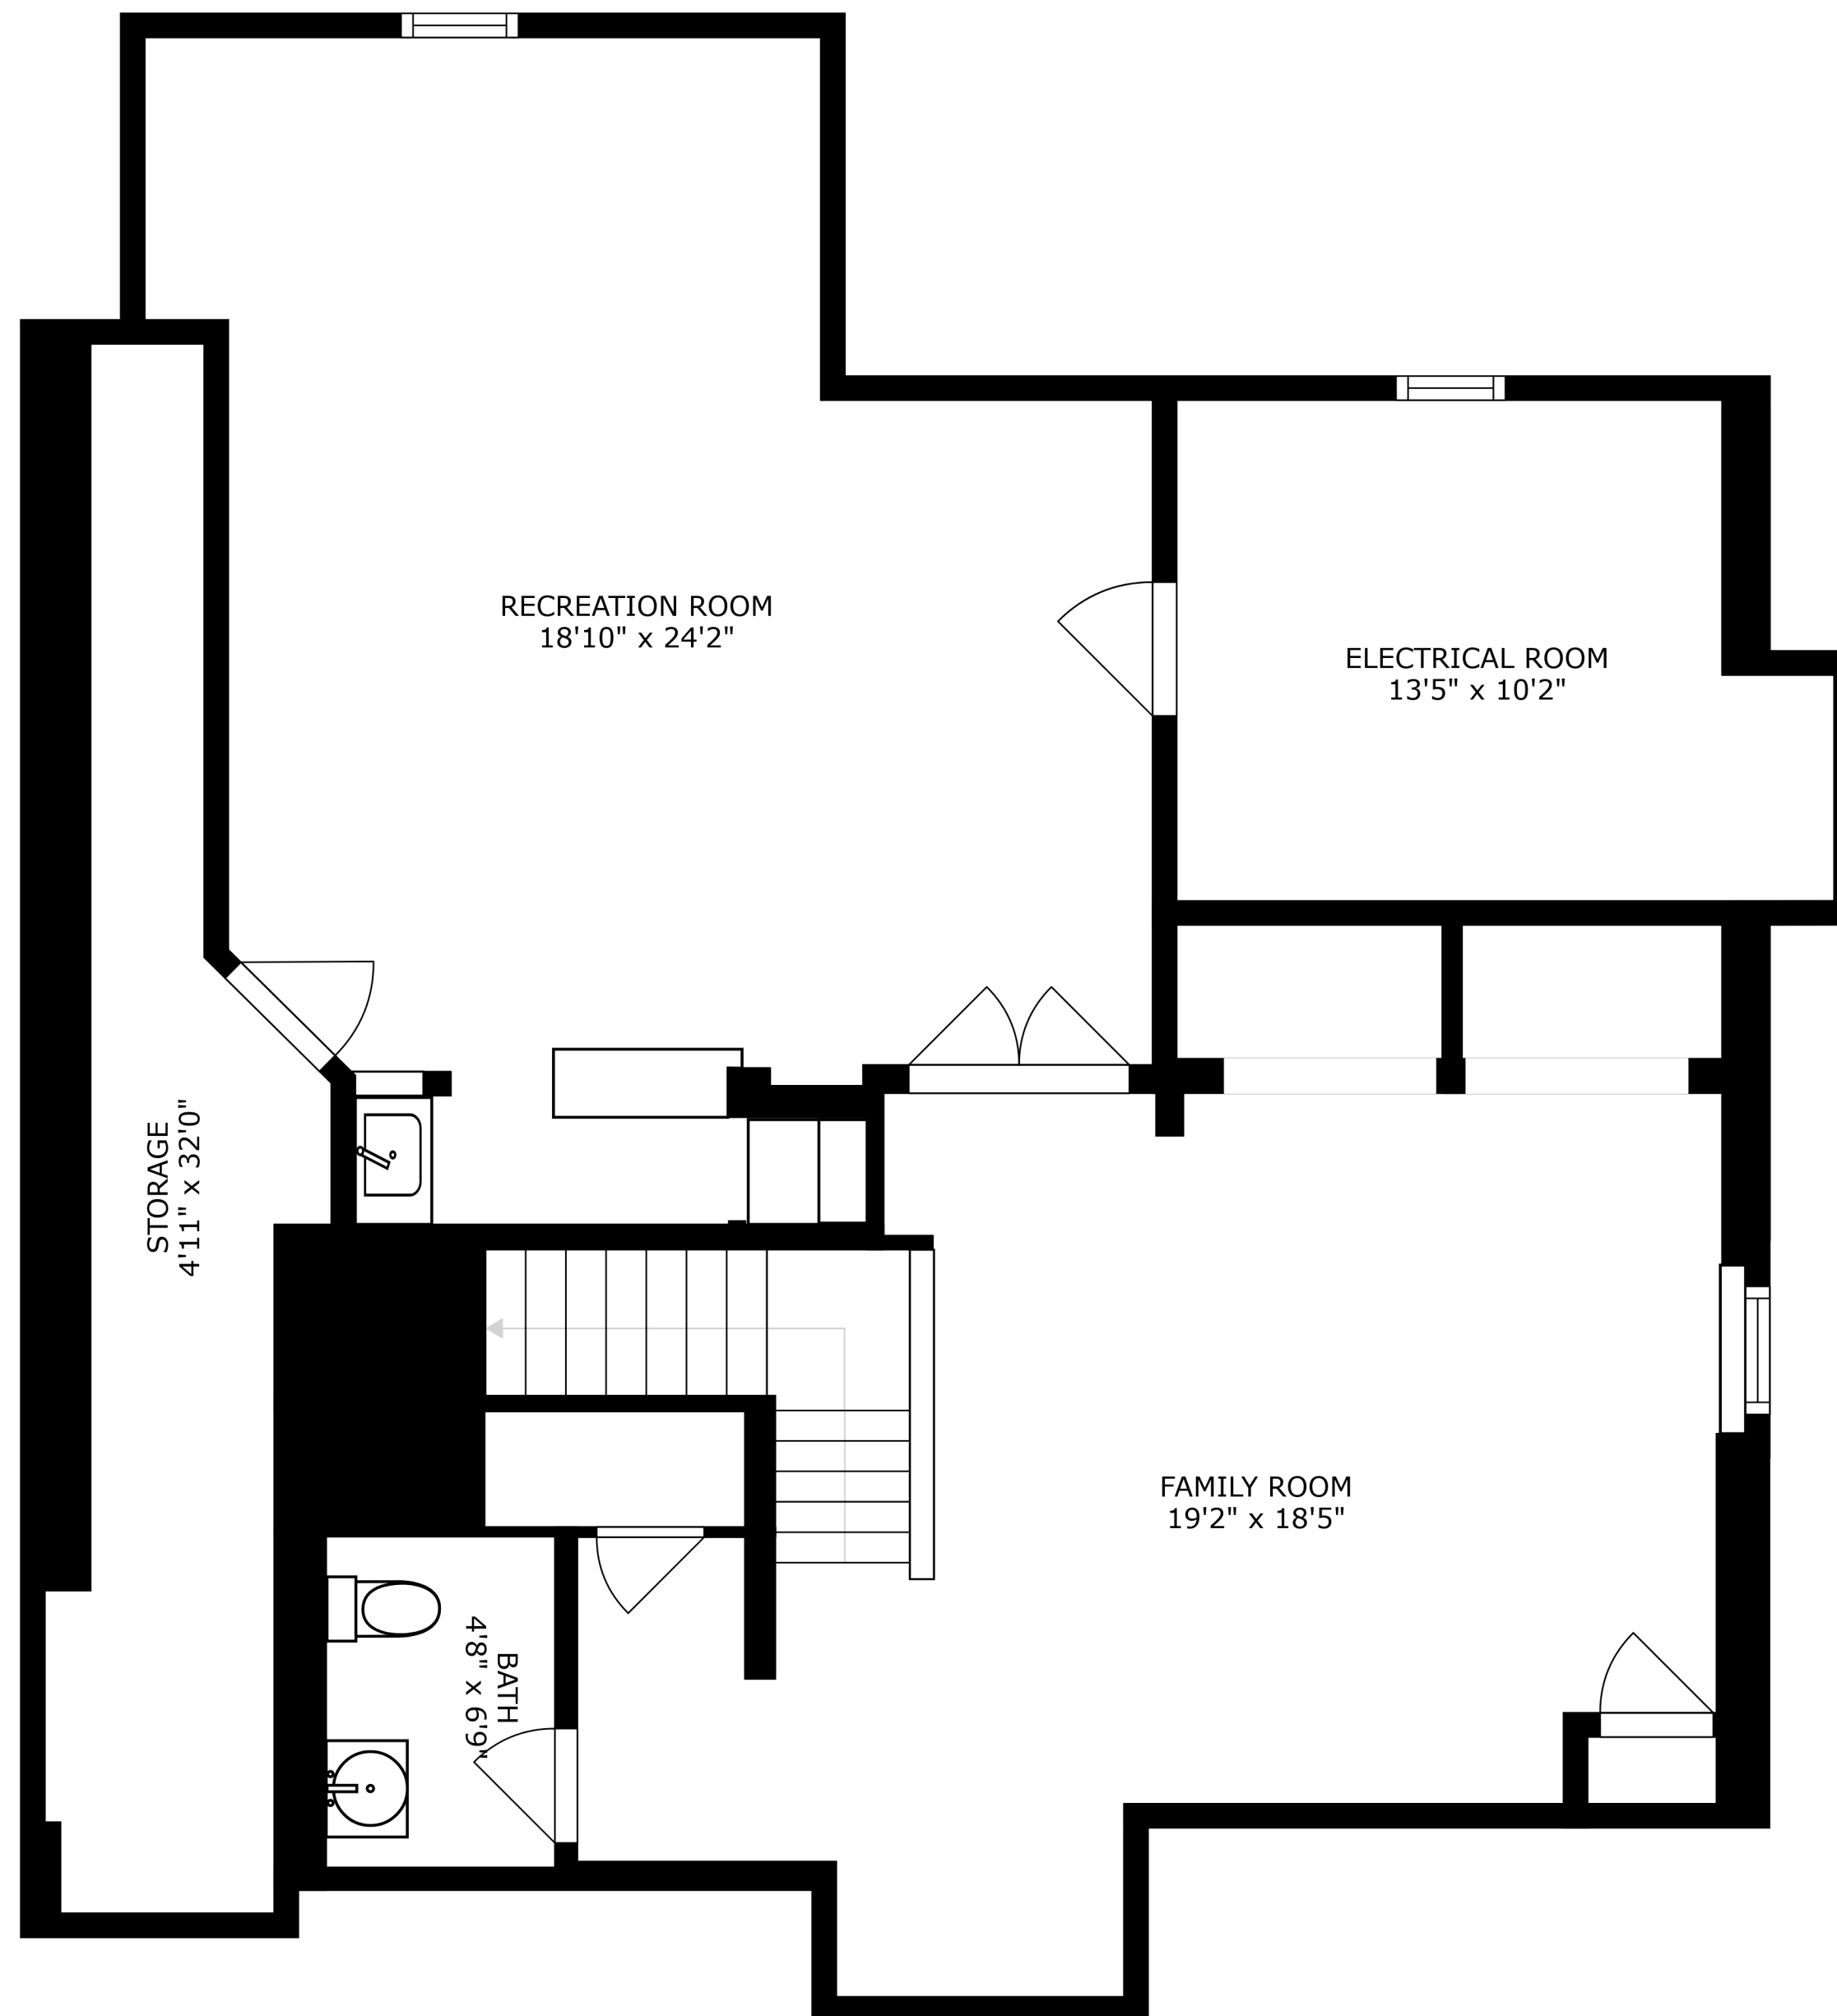 RECREATION ROOM
18'10" x 24'2"
ELECTRICAL ROOM
13'5" x 10'2"
STORAGE
4'11" x 32'0"
FAMILY ROOM
19'2" x 18'5"
BATH
4'8" x 6'9"